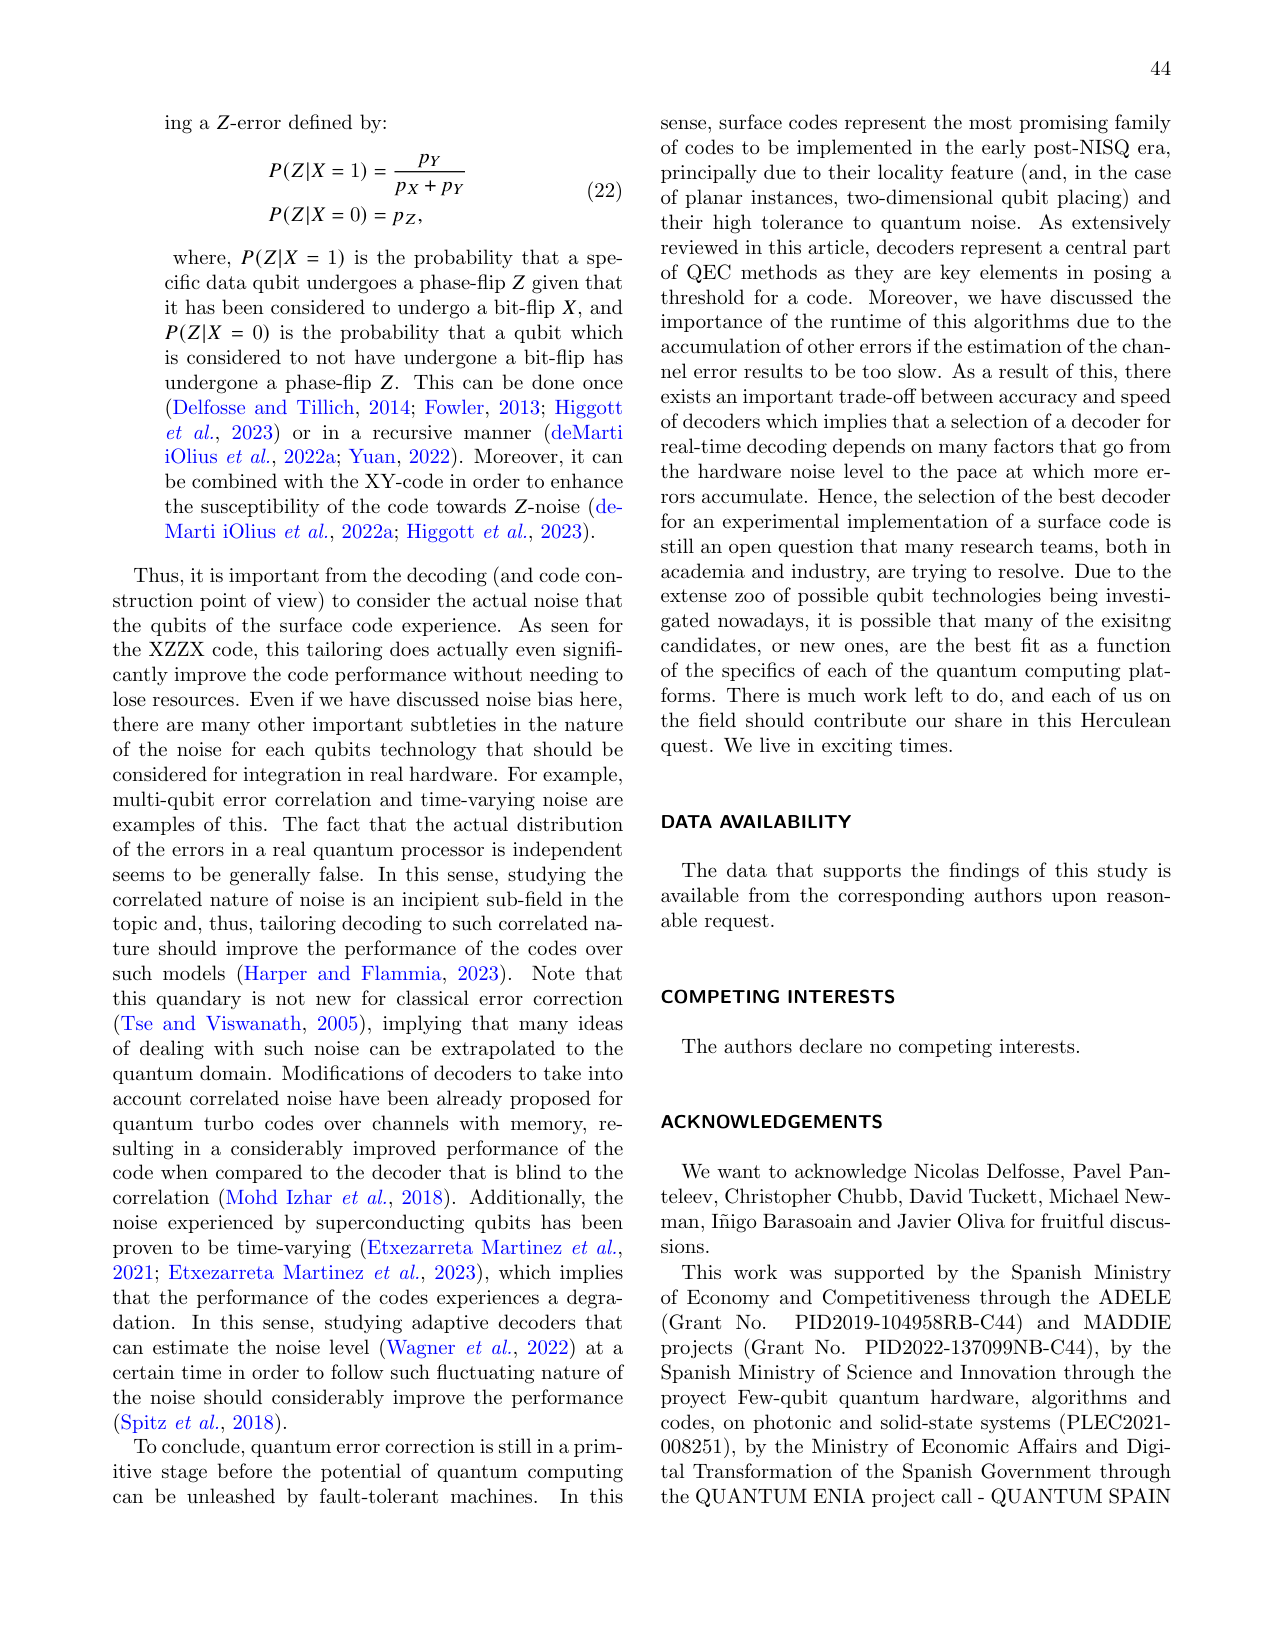 44
ing a Z-error defined by:
P(Z|X = 1) = pY / (pX + pY)
P(Z|X = 0) = pZ,
(22)
where, P(Z|X = 1) is the probability that a spe-
cific data qubit undergoes a phase-flip Z given that
it has been considered to undergo a bit-flip X, and
P(Z|X = 0) is the probability that a qubit which
is considered to not have undergone a bit-flip has
undergone a phase-flip Z. This can be done once
(Delfosse and Tillich, 2014; Fowler, 2013; Higgott
et al., 2023) or in a recursive manner (deMarti
iOlius et al., 2022a; Yuan, 2022). Moreover, it can
be combined with the XY-code in order to enhance
the susceptibility of the code towards Z-noise (de-
Marti iOlius et al., 2022a; Higgott et al., 2023).
Thus, it is important from the decoding (and code con-
struction point of view) to consider the actual noise that
the qubits of the surface code experience. As seen for
the XZZX code, this tailoring does actually even signifi-
cantly improve the code performance without needing to
lose resources. Even if we have discussed noise bias here,
there are many other important subtleties in the nature
of the noise for each qubits technology that should be
considered for integration in real hardware. For example,
multi-qubit error correlation and time-varying noise are
examples of this. The fact that the actual distribution
of the errors in a real quantum processor is independent
seems to be generally false. In this sense, studying the
correlated nature of noise is an incipient sub-field in the
topic and, thus, tailoring decoding to such correlated na-
ture should improve the performance of the codes over
such models (Harper and Flammia, 2023). Note that
this quandary is not new for classical error correction
(Tse and Viswanath, 2005), implying that many ideas
of dealing with such noise can be extrapolated to the
quantum domain. Modifications of decoders to take into
account correlated noise have been already proposed for
quantum turbo codes over channels with memory, re-
sulting in a considerably improved performance of the
code when compared to the decoder that is blind to the
correlation (Mohd Izhar et al., 2018). Additionally, the
noise experienced by superconducting qubits has been
proven to be time-varying (Etxezarreta Martinez et al.,
2021; Etxezarreta Martinez et al., 2023), which implies
that the performance of the codes experiences a degra-
dation. In this sense, studying adaptive decoders that
can estimate the noise level (Wagner et al., 2022) at a
certain time in order to follow such fluctuating nature of
the noise should considerably improve the performance
(Spitz et al., 2018).
To conclude, quantum error correction is still in a prim-
itive stage before the potential of quantum computing
can be unleashed by fault-tolerant machines. In this
sense, surface codes represent the most promising family
of codes to be implemented in the early post-NISQ era,
principally due to their locality feature (and, in the case
of planar instances, two-dimensional qubit placing) and
their high tolerance to quantum noise. As extensively
reviewed in this article, decoders represent a central part
of QEC methods as they are key elements in posing a
threshold for a code. Moreover, we have discussed the
importance of the runtime of this algorithms due to the
accumulation of other errors if the estimation of the chan-
nel error results to be too slow. As a result of this, there
exists an important trade-off between accuracy and speed
of decoders which implies that a selection of a decoder for
real-time decoding depends on many factors that go from
the hardware noise level to the pace at which more er-
rors accumulate. Hence, the selection of the best decoder
for an experimental implementation of a surface code is
still an open question that many research teams, both in
academia and industry, are trying to resolve. Due to the
extense zoo of possible qubit technologies being investi-
gated nowadays, it is possible that many of the exisitng
candidates, or new ones, are the best fit as a function
of the specifics of each of the quantum computing plat-
forms. There is much work left to do, and each of us on
the field should contribute our share in this Herculean
quest. We live in exciting times.
DATA AVAILABILITY
The data that supports the findings of this study is
available from the corresponding authors upon reason-
able request.
COMPETING INTERESTS
The authors declare no competing interests.
ACKNOWLEDGEMENTS
We want to acknowledge Nicolas Delfosse, Pavel Pan-
teleev, Christopher Chubb, David Tuckett, Michael New-
man, Iñigo Barasoain and Javier Oliva for fruitful discus-
sions.
This work was supported by the Spanish Ministry
of Economy and Competitiveness through the ADELE
(Grant No. PID2019-104958RB-C44) and MADDIE
projects (Grant No. PID2022-137099NB-C44), by the
Spanish Ministry of Science and Innovation through the
proyect Few-qubit quantum hardware, algorithms and
codes, on photonic and solid-state systems (PLEC2021-
008251), by the Ministry of Economic Affairs and Digi-
tal Transformation of the Spanish Government through
the QUANTUM ENIA project call - QUANTUM SPAIN